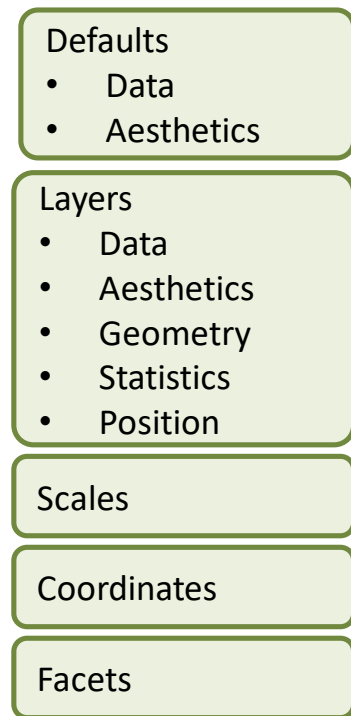 Defaults
• Data
• Aesthetics
Layers
• Data
• Aesthetics
• Geometry
• Statistics
• Position
Scales
Coordinates
Facets